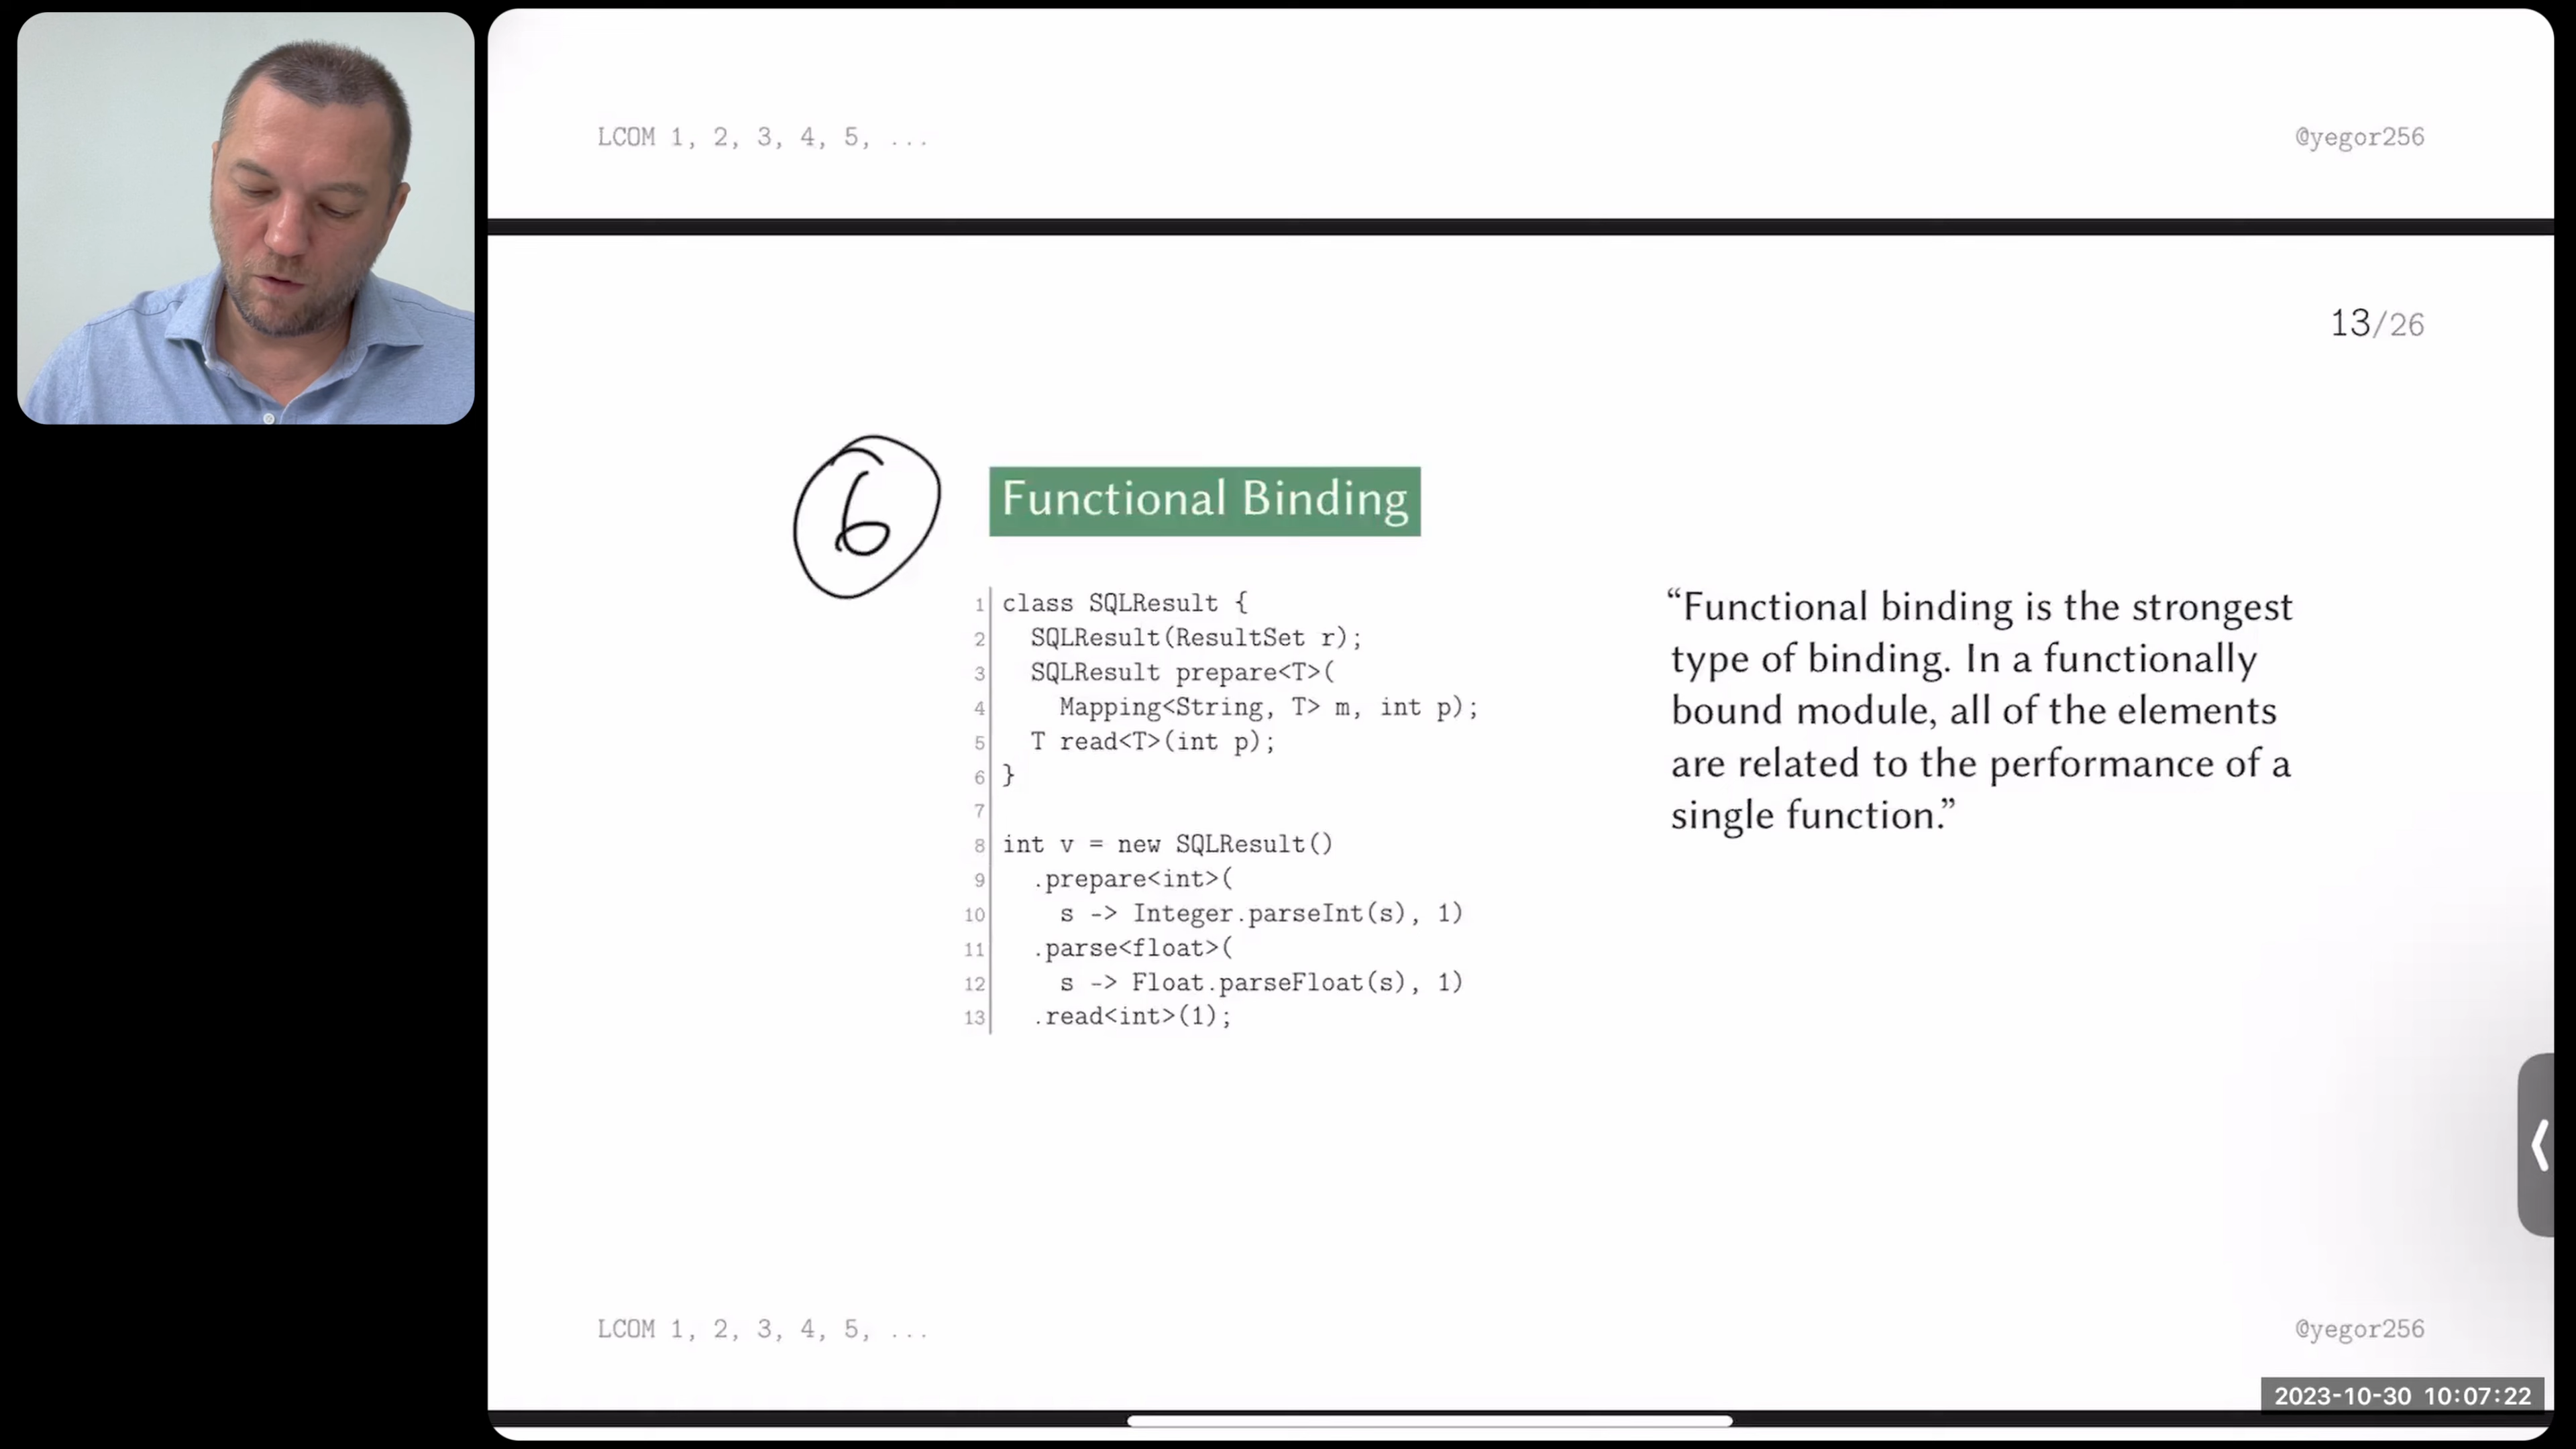 LCOM 1, 2, 3, 4, 5, ...
@yegor256
13/26
6
Functional Binding
1 class SQLResult {
2 SQLResult(ResultSet r);
3 SQLResult prepare<T>(
4 Mapping<String, T> m, int p);
5 T read<T>(int p);
6 }
7
8 int v = new SQLResult()
9 .prepare<int>(
10 s -> Integer.parseInt(s), 1)
11 .parse<float>(
12 s -> Float.parseFloat(s), 1)
13 .read<int>(1);
“Functional binding is the strongest
type of binding. In a functionally
bound module, all of the elements
are related to the performance of a
single function.”
LCOM 1, 2, 3, 4, 5, ...
@yegor256
2023-10-30 10:07:22